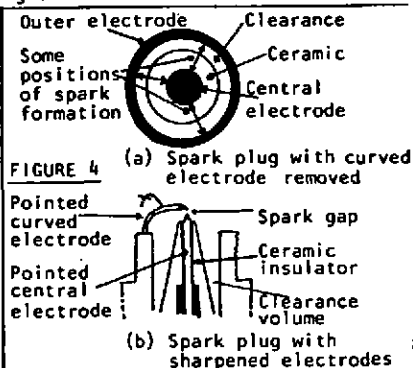 Outer electrode
Clearance
Some
positions
of spark
formation
Ceramic
Central
electrode
(a) Spark plug with curved
electrode removed
FIGURE 4
Pointed
curved
electrode
Spark gap
Pointed
central
electrode
Ceramic
insulator
Clearance
volume
(b) Spark plug with
sharpened electrodes